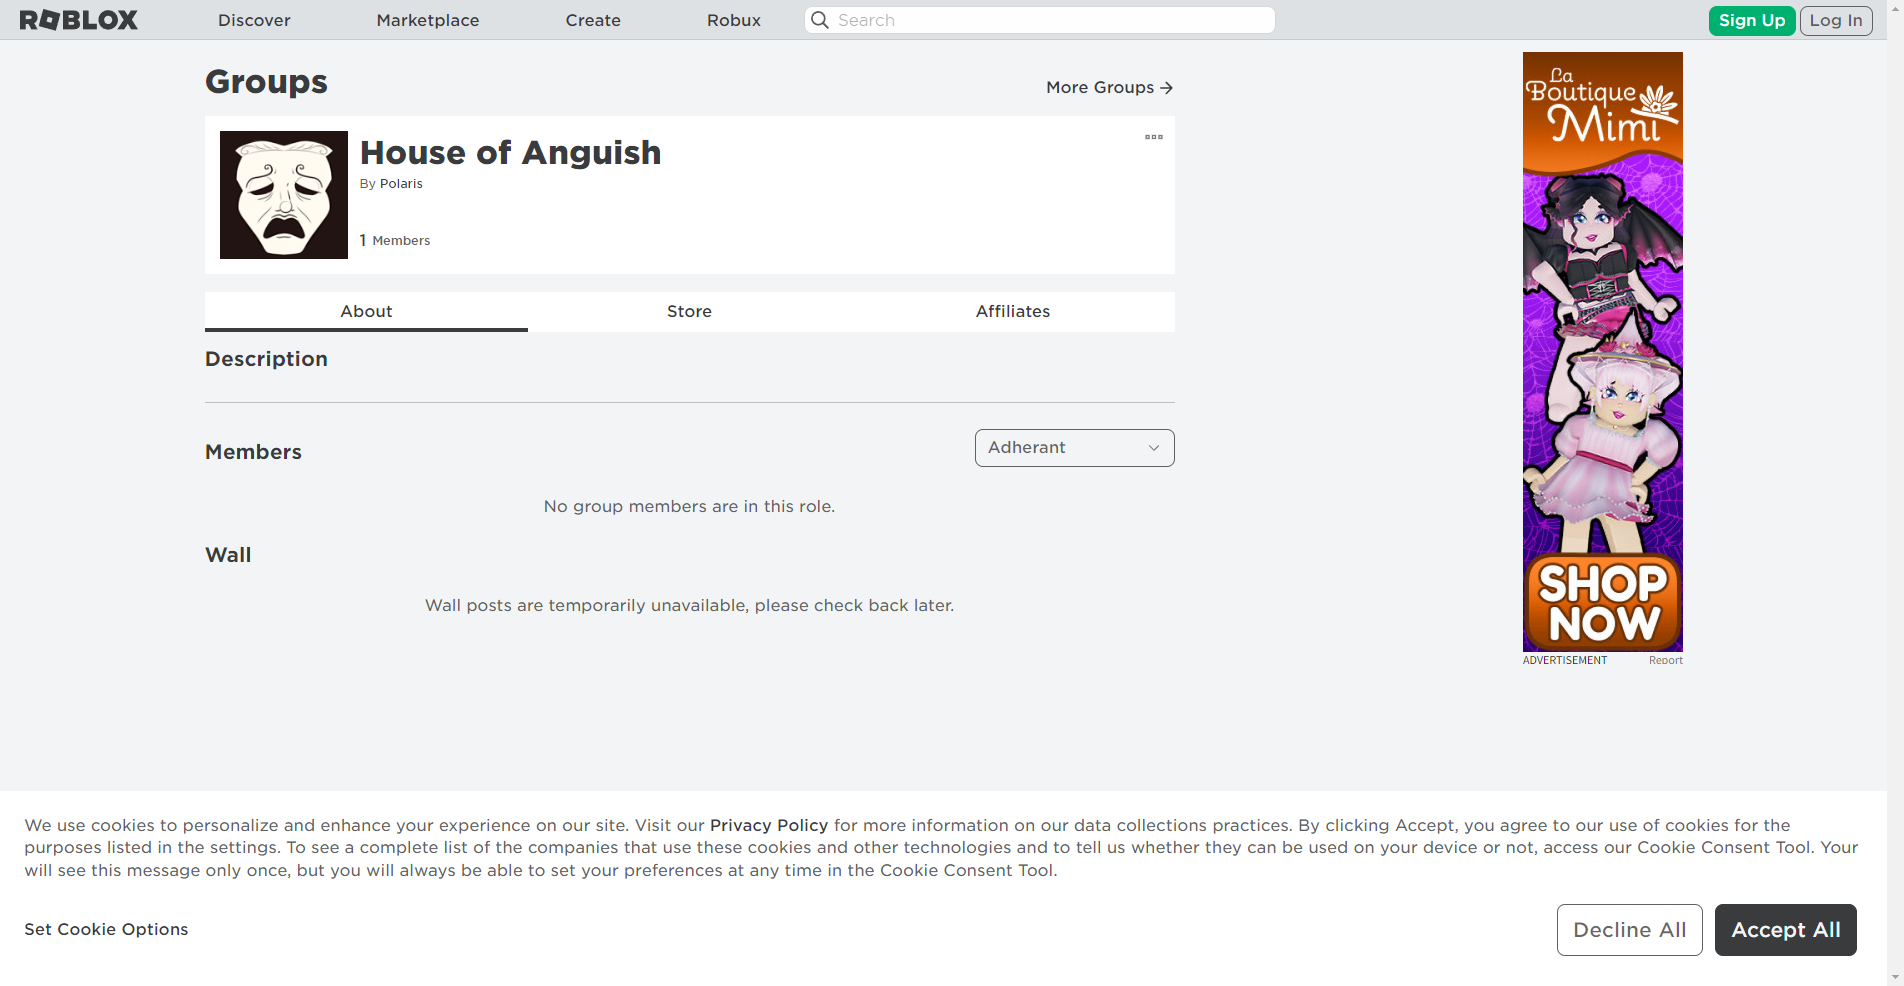 ROBLOX
Discover
Marketplace
Create
Robux
Search
Sign Up
Log In
Groups
More Groups
House of Anguish
By Polaris
1 Members
About
Store
Affiliates
Description
Members
Adherant
No group members are in this role.
Wall
Wall posts are temporarily unavailable, please check back later.
La
Boutique
Mimi
SHOP
NOW
ADVERTISEMENT
Report
We use cookies to personalize and enhance your experience on our site. Visit our Privacy Policy for more information on our data collections practices. By clicking Accept, you agree to our use of cookies for the
purposes listed in the settings. To see a complete list of the companies that use these cookies and other technologies and to tell us whether they can be used on your device or not, access our Cookie Consent Tool. Your
will see this message only once, but you will always be able to set your preferences at any time in the Cookie Consent Tool.
Set Cookie Options
Decline All
Accept All